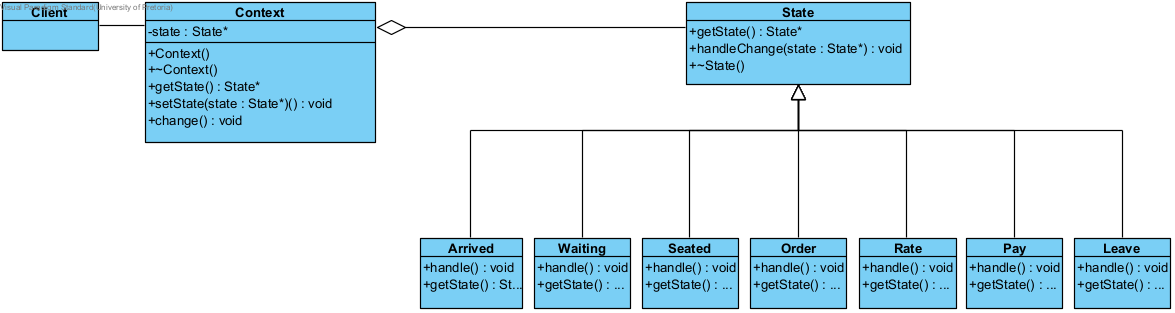 Visual Paradigm Standard(University of Pretoria)
Client
Context
-state : State*
+Context()
+~Context()
+getState() : State*
+setState(state : State*)() : void
+change() : void
State
+getState() : State*
+handleChange(state : State*) : void
+~State()
Arrived
+handle() : void
+getState() : St...
Waiting
+handle() : void
+getState() : ...
Seated
+handle() : void
+getState() : ...
Order
+handle() : void
+getState() : ...
Rate
+handle() : void
+getState() : ...
Pay
+handle() : void
+getState() : ...
Leave
+handle() : void
+getState() : ...